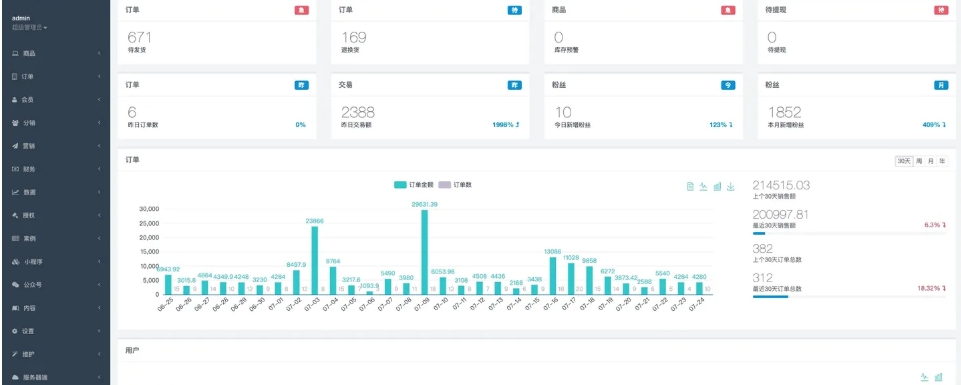 admin
超级管理员
商品
订单
会员
分销
营销
财务
数据
授权
案例
小程序
公众号
内容
设置
维护
服务器端
订单 急
671
待发货
订单 待
169
退换货
商品 急
0
库存预警
待提现 待
0
待提现
订单 昨
6
昨日订单数 0%
交易 昨
2388
昨日交易额 1998%
粉丝 今
10
今日新增粉丝 123%
粉丝 月
1852
本月新增粉丝 409%
订单 30天 周 月 年
订单金额 订单数
30,000
25,000
20,000
15,000
10,000
5,000
0
6943.92 3015.8 4864 4349.9 4248 3230 4284 8457.9 23866 9764 3217.6 1093.9 5490 3980 29631.39 6053.96 3108 4508 4436 2168 3436 13066 11029 9858 6272 3673.42 2586 5540 4284 4280
06-25 06-26 06-27 06-28 06-29 06-30 07-01 07-02 07-03 07-04 07-05 07-06 07-07 07-08 07-09 07-10 07-11 07-12 07-13 07-14 07-15 07-16 07-17 07-18 07-19 07-20 07-21 07-22 07-23 07-24
214515.03
上个30天销售额
200997.81
最近30天销售额 6.3%
382
上个30天订单总数
312
最近30天订单总数 18.32%
用户